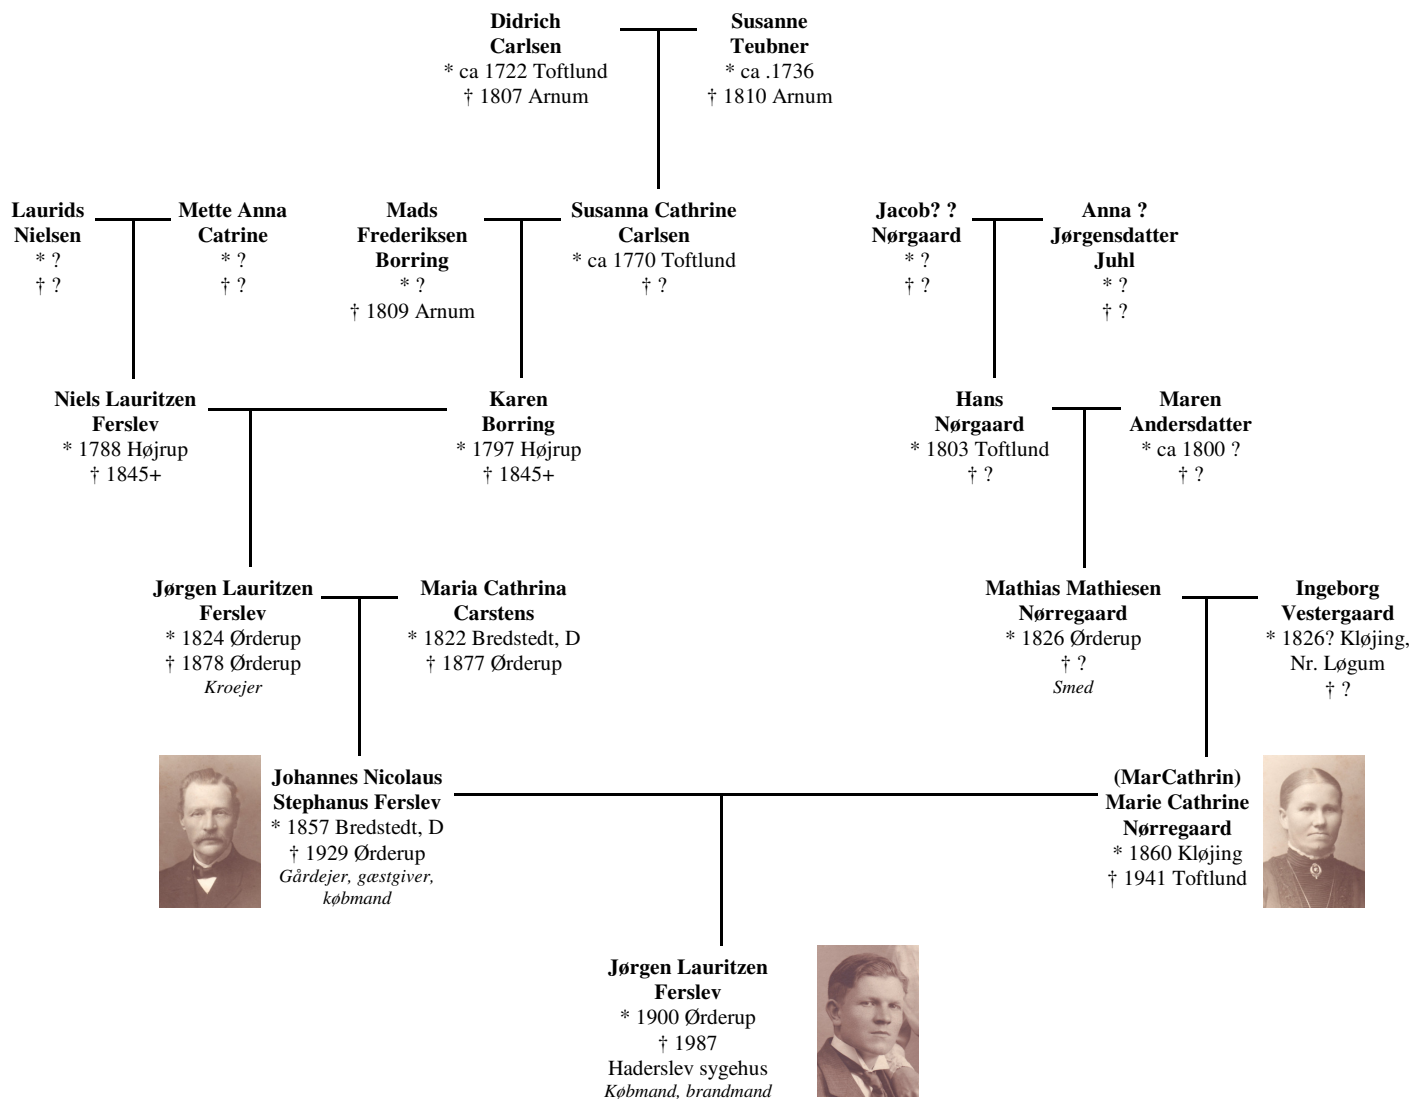 Didrich
Carlsen
* ca 1722 Toftlund
† 1807 Arnum
Susanne
Teubner
* ca .1736
† 1810 Arnum
Laurids
Nielsen
* ?
† ?
Mette Anna
Catrine
* ?
† ?
Mads
Frederiksen
Borring
* ?
† 1809 Arnum
Susanna Cathrine
Carlsen
* ca 1770 Toftlund
† ?
Jacob? ?
Nørgaard
* ?
† ?
Anna ?
Jørgensdatter
Juhl
* ?
† ?
Niels Lauritzen
Ferslev
* 1788 Højrup
† 1845+
Karen
Borring
* 1797 Højrup
† 1845+
Hans
Nørgaard
* 1803 Toftlund
† ?
Maren
Andersdatter
* ca 1800 ?
† ?
Jørgen Lauritzen
Ferslev
* 1824 Ørderup
† 1878 Ørderup
Kroejer
Maria Cathrina
Carstens
* 1822 Bredstedt, D
† 1877 Ørderup
Mathias Mathiesen
Nørregaard
* 1826 Ørderup
† ?
Smed
Ingeborg
Vestergaard
* 1826? Kløjing,
Nr. Løgum
† ?
Johannes Nicolaus
Stephanus Ferslev
* 1857 Bredstedt, D
† 1929 Ørderup
Gårdejer, gæstgiver,
købmand
(MarCathrin)
Marie Cathrine
Nørregaard
* 1860 Kløjing
† 1941 Toftlund
Jørgen Lauritzen
Ferslev
* 1900 Ørderup
† 1987
Haderslev sygehus
Købmand, brandmand